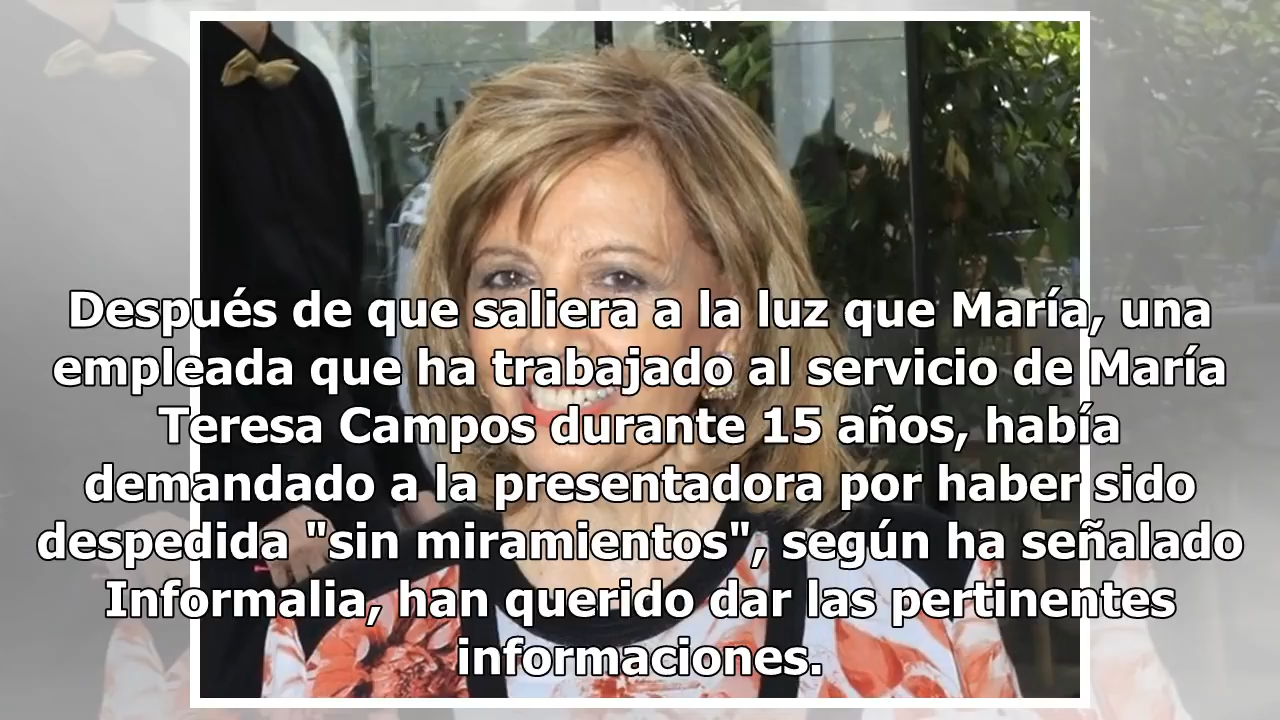 Después de que saliera a la luz que María, una
empleada que ha trabajado al servicio de María
Teresa Campos durante 15 años, había
demandado a la presentadora por haber sido
despedida "sin miramientos", según ha señalado
Informalia, han querido dar las pertinentes
informaciones.